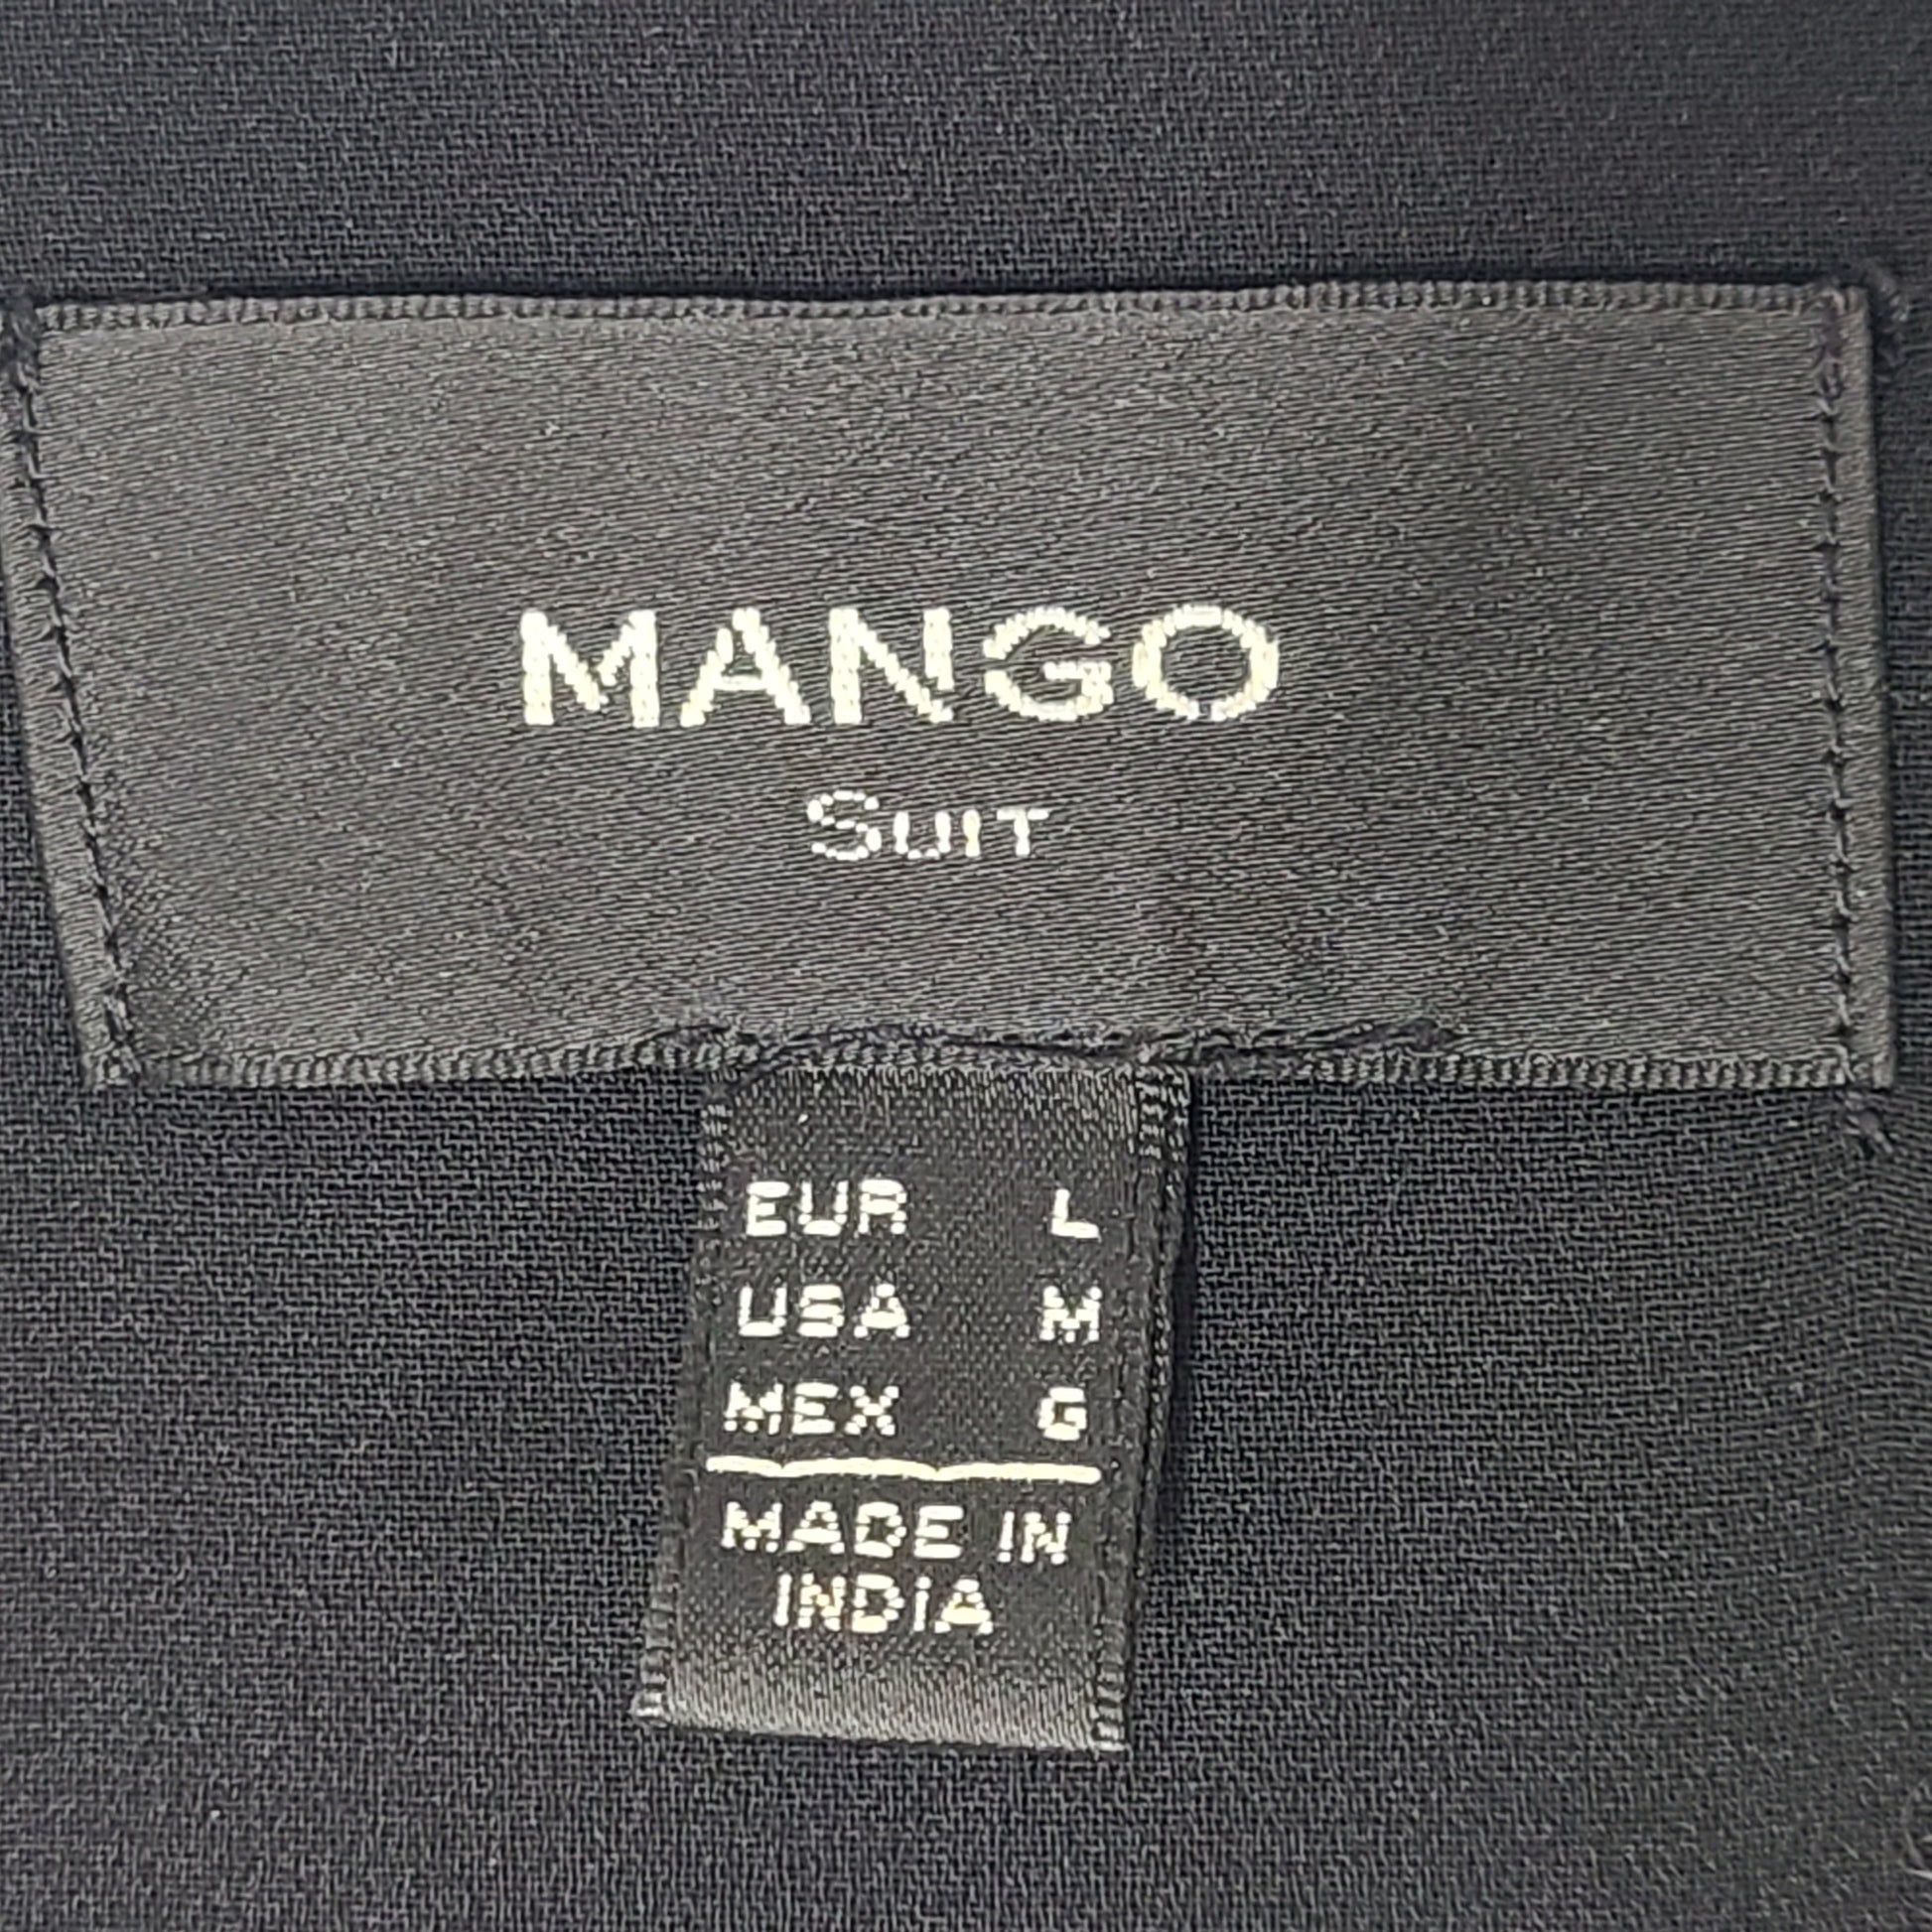 MANGO
SUIT
EUR L
USA M
MEX G
MADE IN
INDIA